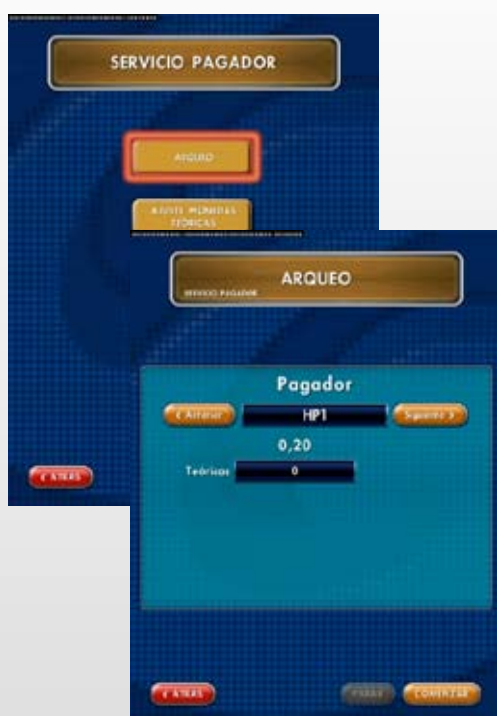 SERVICIO PAGADOR
ARQUEO
AJUSTE MONEDAS
TEÓRICAS
< ATRÁS
ARQUEO
SERVICIO PAGADOR
Pagador
< Anterior
HP1
Siguiente >
0,20
Teóricas
0
< ATRÁS
PARAR
COMENZAR